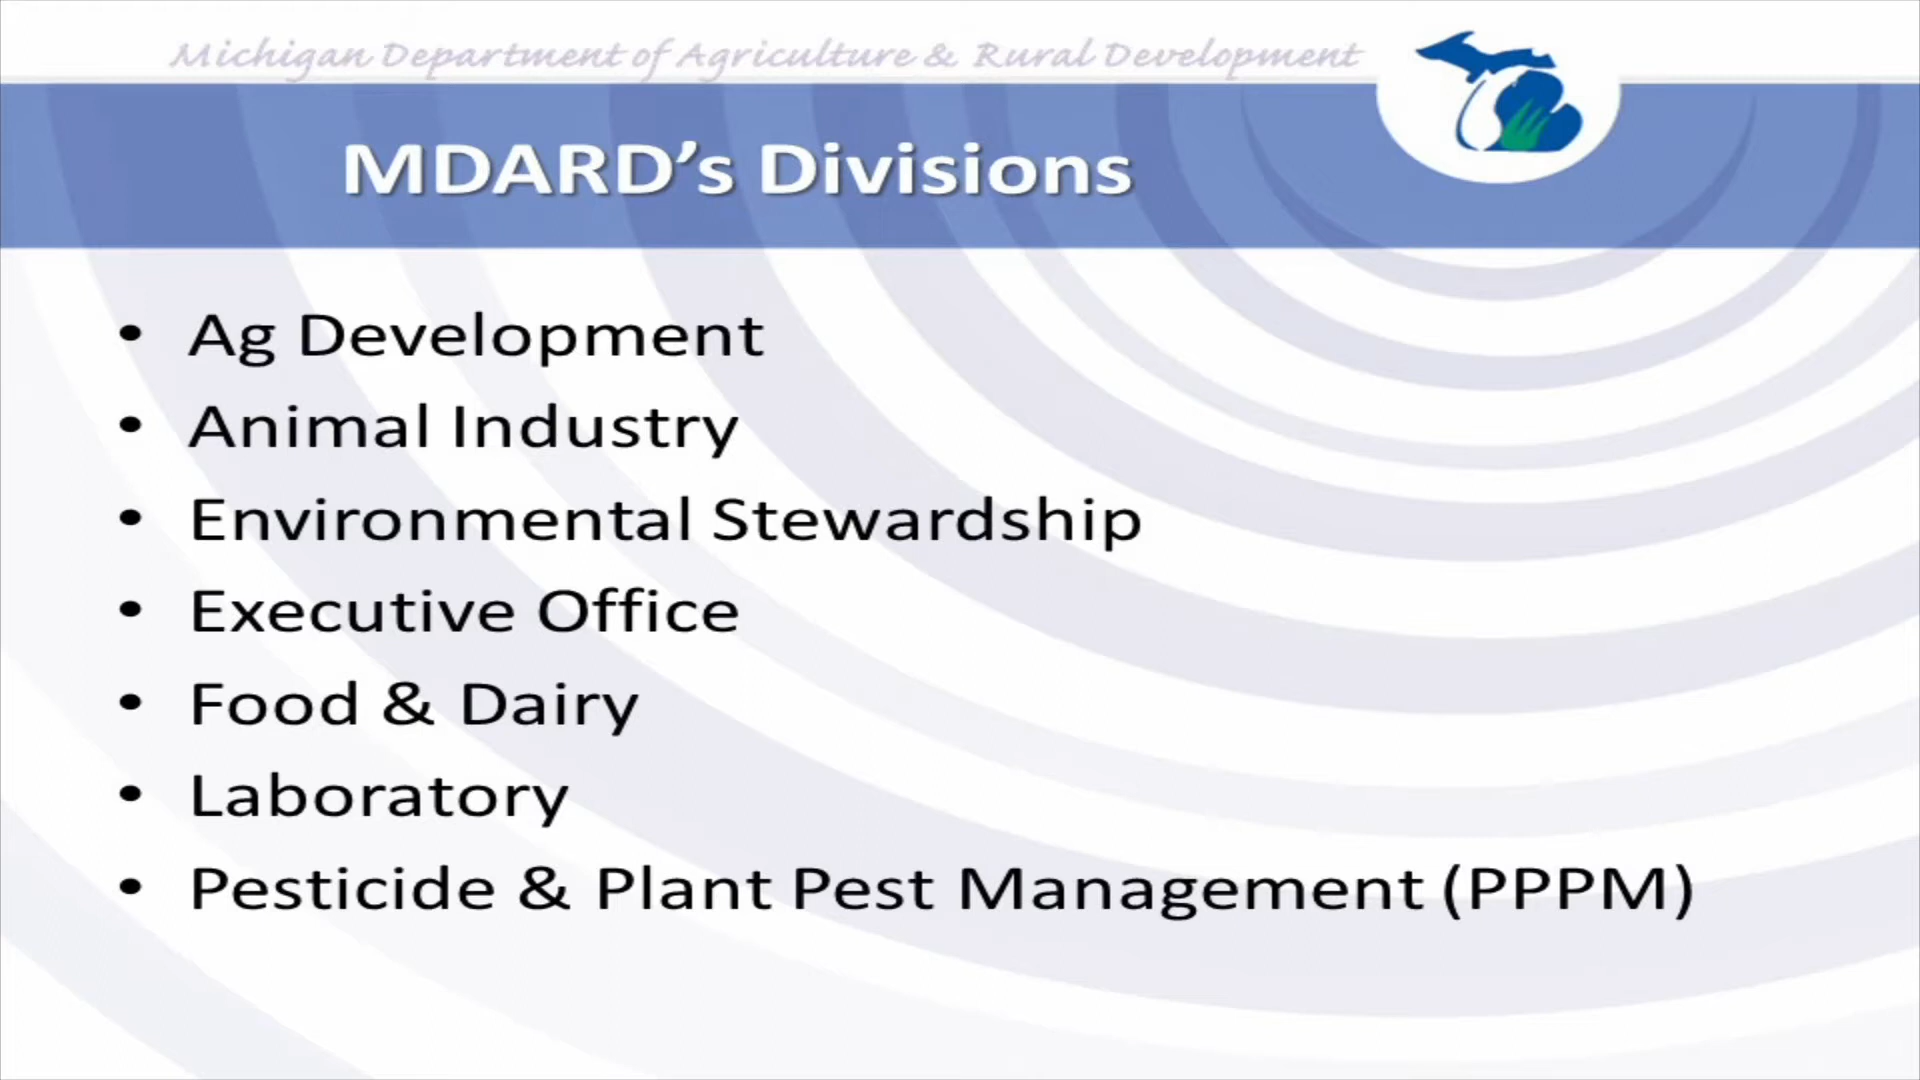 Michigan Department of Agriculture & Rural Development
MDARD’s Divisions
• Ag Development
• Animal Industry
• Environmental Stewardship
• Executive Office
• Food & Dairy
• Laboratory
• Pesticide & Plant Pest Management (PPPM)